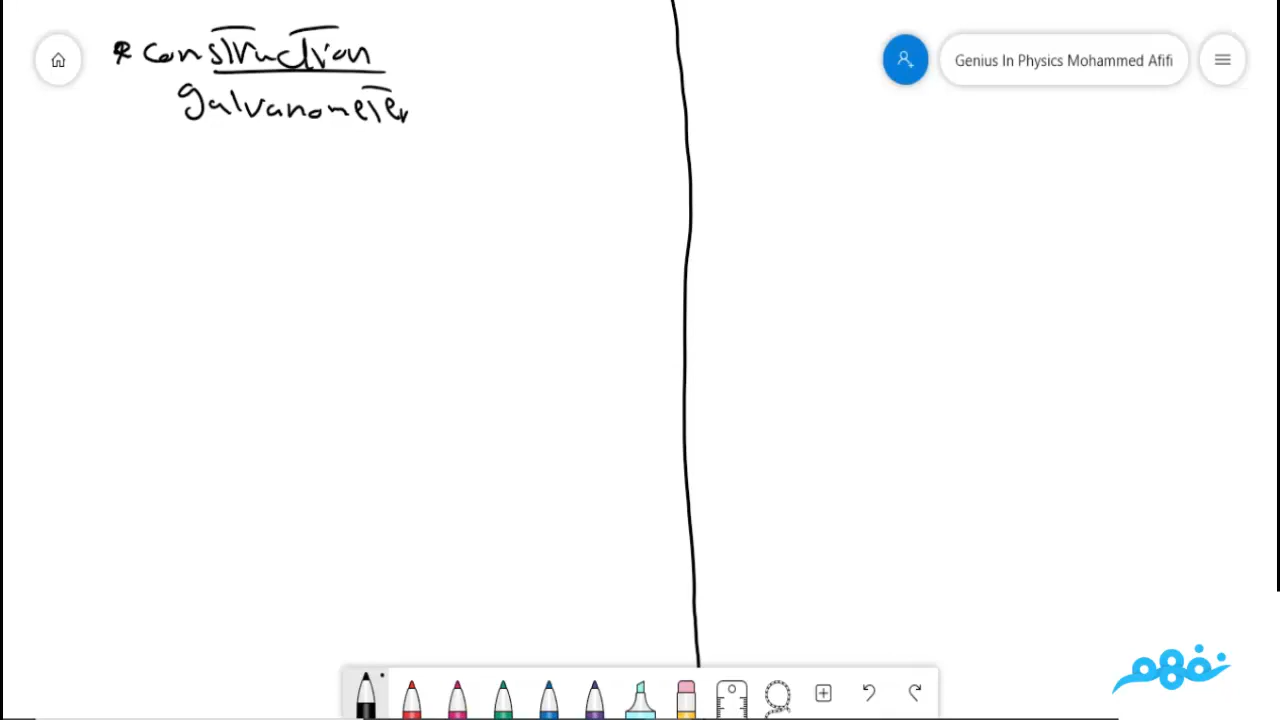 * construction
galvanometer
Genius In Physics Mohammed Afifi
نفهم